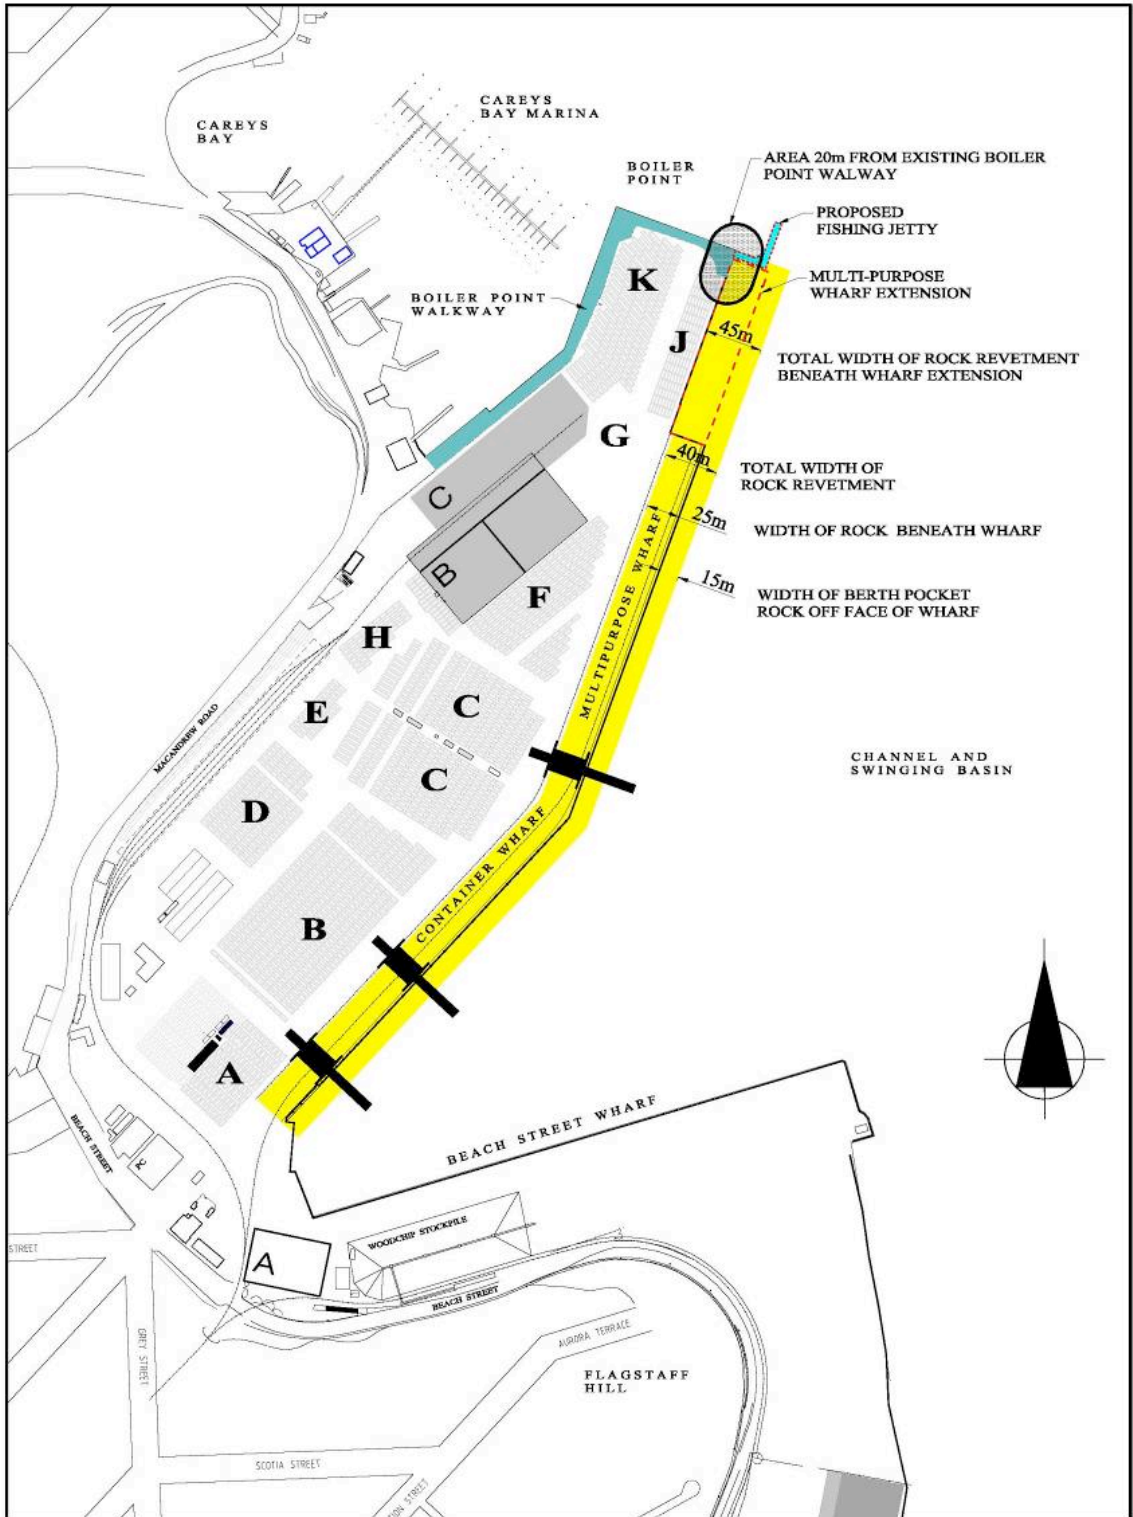 CAREYS
BAY MARINA
CAREYS
BAY
BOILER
POINT
AREA 20m FROM EXISTING BOILER
POINT WALWAY
PROPOSED
FISHING JETTY
MULTI-PURPOSE
WHARF EXTENSION
K
BOILER POINT
WALKWAY
45m
J
TOTAL WIDTH OF ROCK REVETMENT
BENEATH WHARF EXTENSION
G
40m
TOTAL WIDTH OF
ROCK REVETMENT
C
25m
WIDTH OF ROCK BENEATH WHARF
B
F
15m
WIDTH OF BERTH POCKET
ROCK OFF FACE OF WHARF
MULTIPURPOSE WHARF
H
C
E
MACANDREW ROAD
CHANNEL AND
SWINGING BASIN
C
D
CONTAINER WHARF
B
A
BEACH STREET
BEACH STREET WHARF
WOODCHIP STOCKPILE
STREET
A
BEACH STREET
GREY STREET
AURORA TERRACE
FLAGSTAFF
HILL
SCOTIA STREET